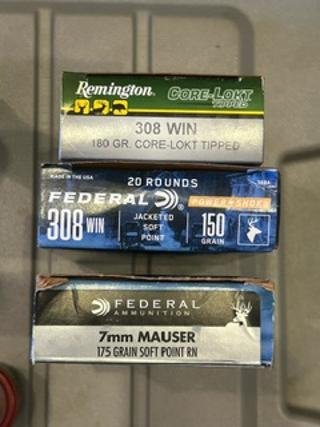 Remington
CORE-LOKT
TIPPED
308 WIN
180 GR. CORE-LOKT TIPPED
MADE IN THE USA
20 ROUNDS
FEDERAL
POWER SHOK
308 WIN
JACKETED
SOFT
POINT
150
GRAIN
FEDERAL
AMMUNITION
7mm MAUSER
175 GRAIN SOFT POINT RN